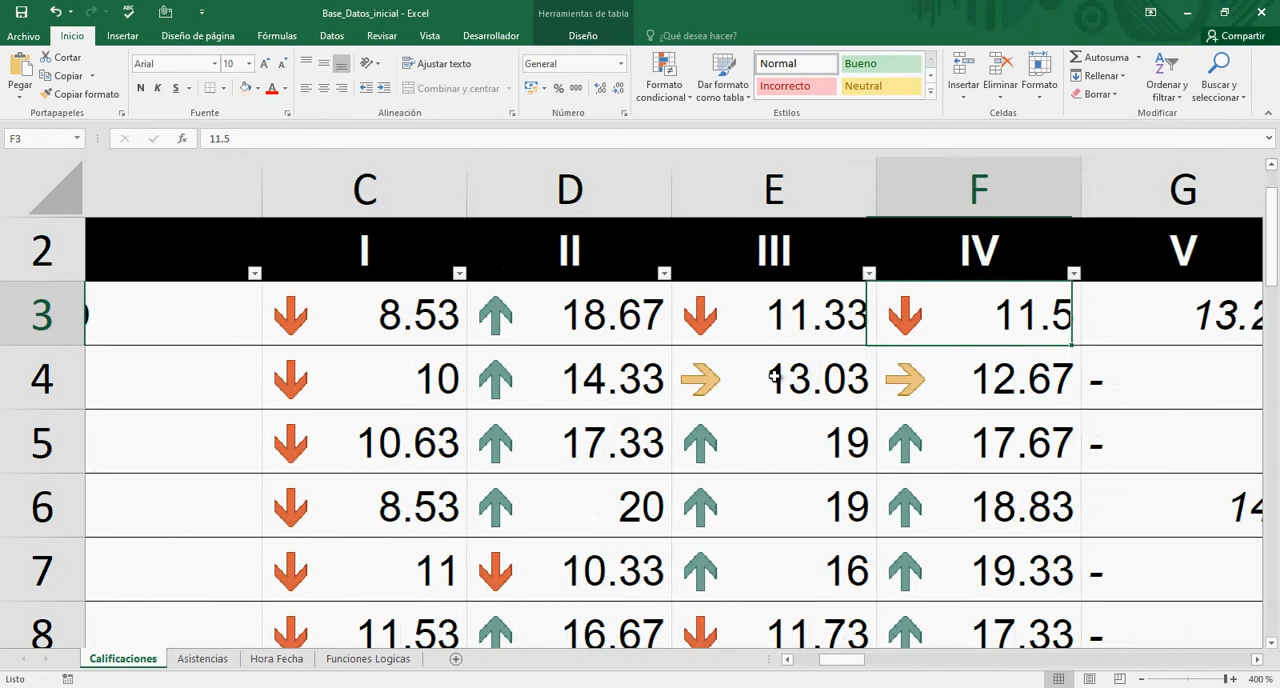 Base_Datos_inicial - Excel
Herramientas de tabla
Archivo Inicio Insertar Diseño de página Fórmulas Datos Revisar Vista Desarrollador Diseño ¿Qué desea hacer? Compartir
Pegar
Cortar
Copiar
Copiar formato
Portapapeles
Arial 10
N K S
Fuente
Ajustar texto
Combinar y centrar
Alineación
General
% 000
Número
Formato condicional
Dar formato como tabla
Normal Bueno
Incorrecto Neutral
Estilos
Insertar Eliminar Formato
Celdas
Autosuma
Rellenar
Borrar
Ordenar y filtrar
Buscar y seleccionar
Modificar
F3 fx 11.5
C D E F G
2 I II III IV V
3 8.53 18.67 11.33 11.5 13.2
4 10 14.33 13.03 12.67 -
5 10.63 17.33 19 17.67 -
6 8.53 20 19 18.83 14
7 11 10.33 16 19.33 -
8 11.53 16.67 11.73 17.33 -
Calificaciones Asistencias Hora Fecha Funciones Logicas
Listo 400 %